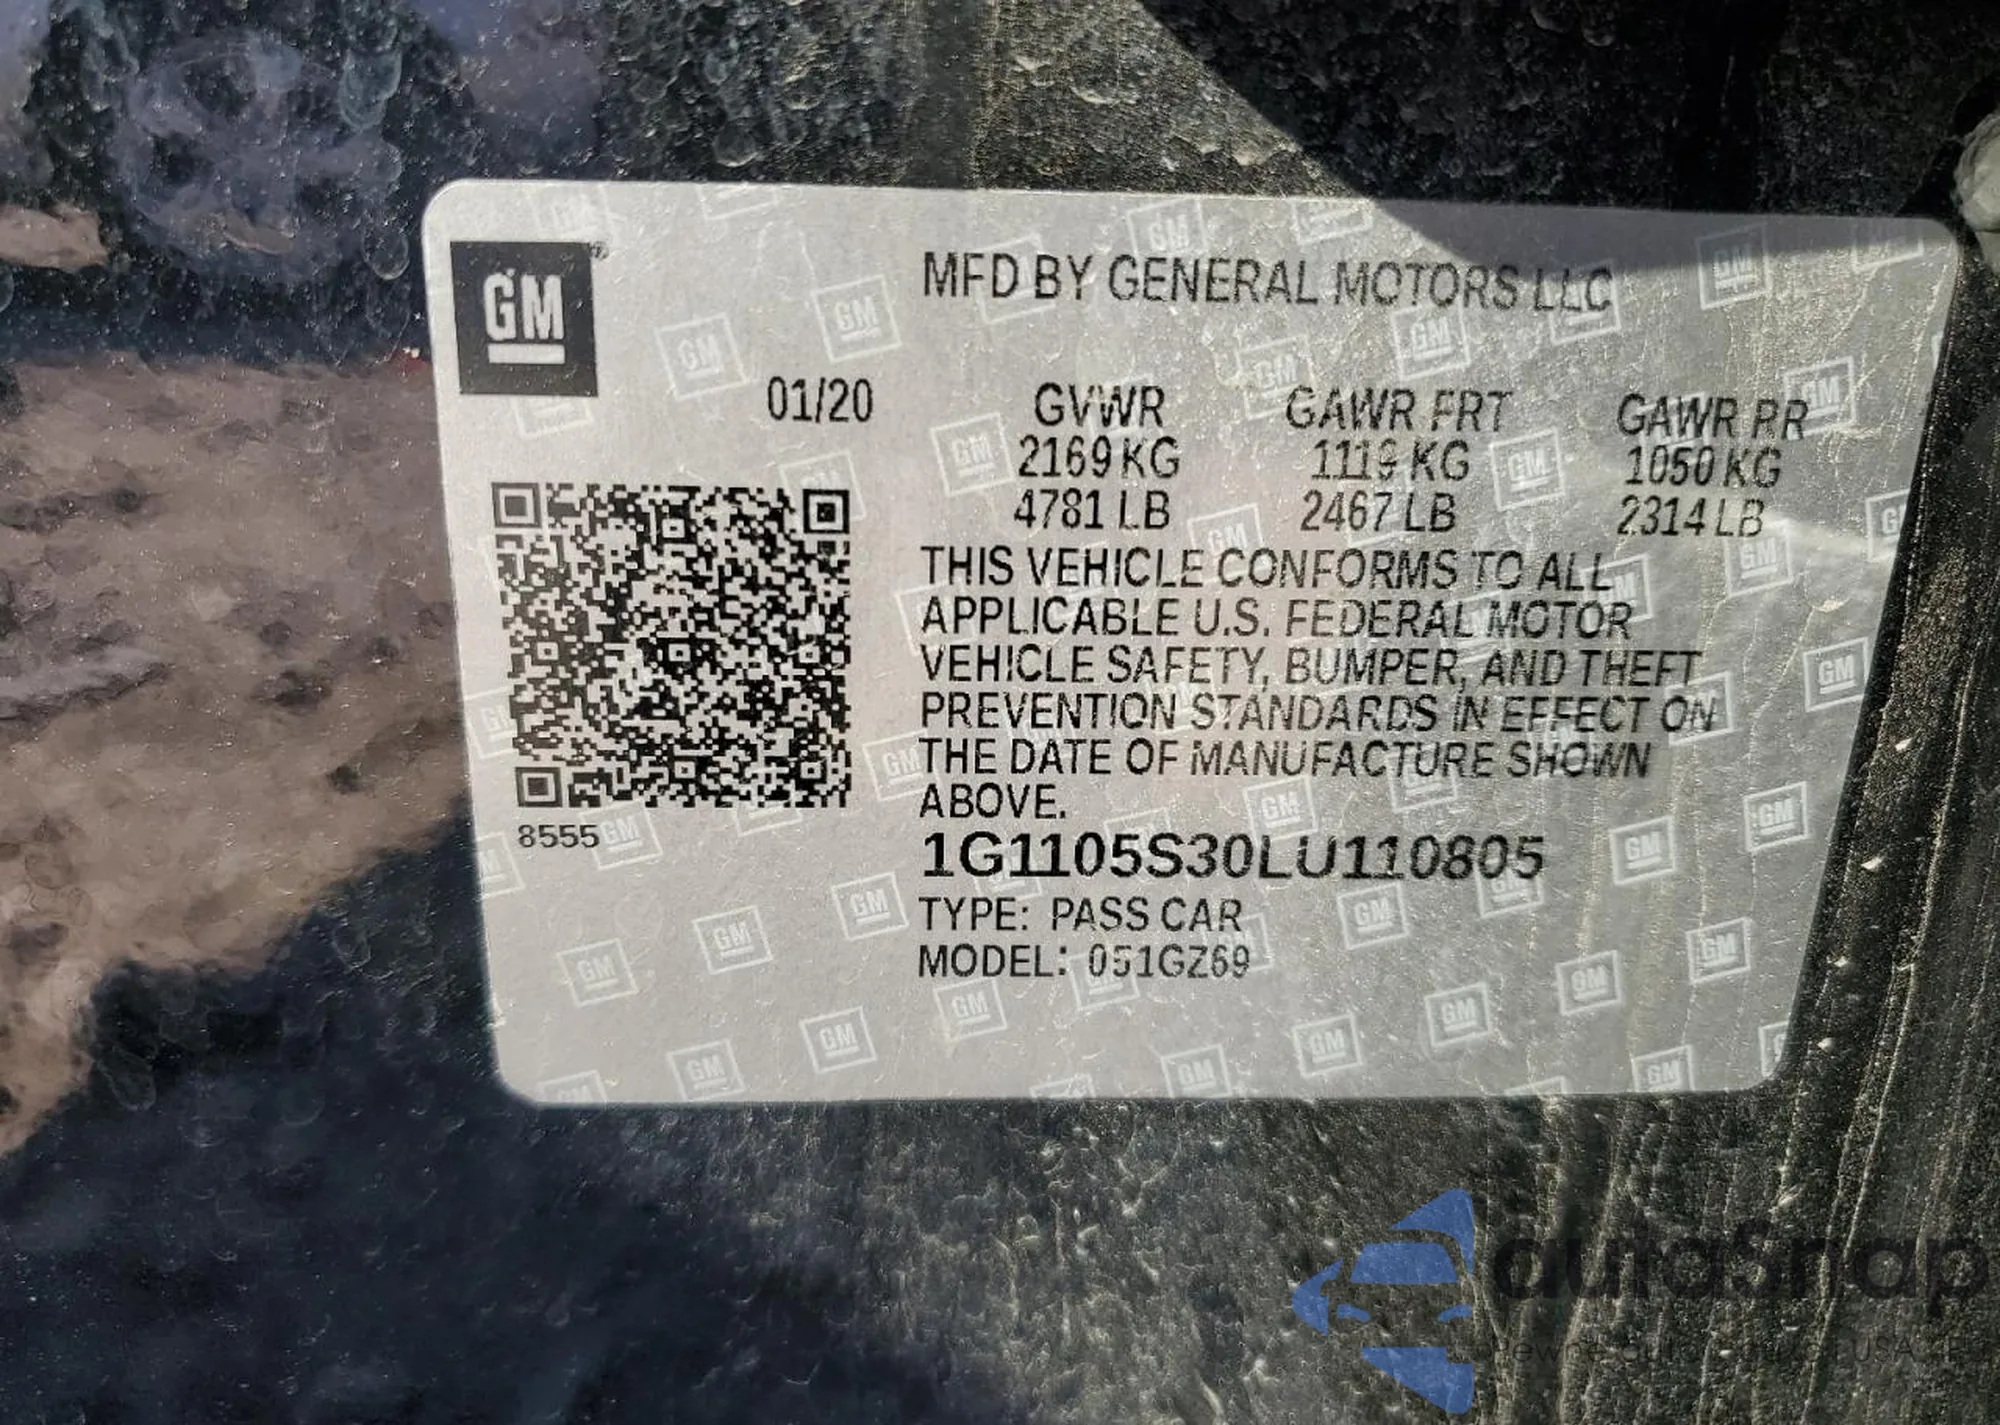 GM
MFD BY GENERAL MOTORS LLC
01/20
GVWR GAWR FRT GAWR RR
2169 KG 1119 KG 1050 KG
4781 LB 2467 LB 2314 LB
THIS VEHICLE CONFORMS TO ALL
APPLICABLE U.S. FEDERAL MOTOR
VEHICLE SAFETY, BUMPER, AND THEFT
PREVENTION STANDARDS IN EFFECT ON
THE DATE OF MANUFACTURE SHOWN
ABOVE.
8555
1G1105S30LU110805
TYPE: PASS CAR
MODEL: 051GZ69
autaSnap